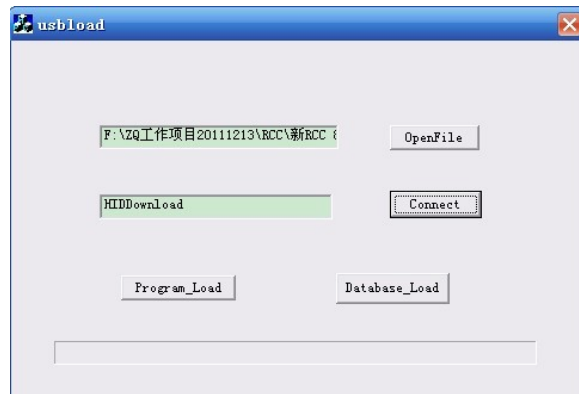 usbload
F:\ZQ工作项目20111213\RCC\新RCC
OpenFile
HIDDownload
Connect
Program_Load
Database_Load